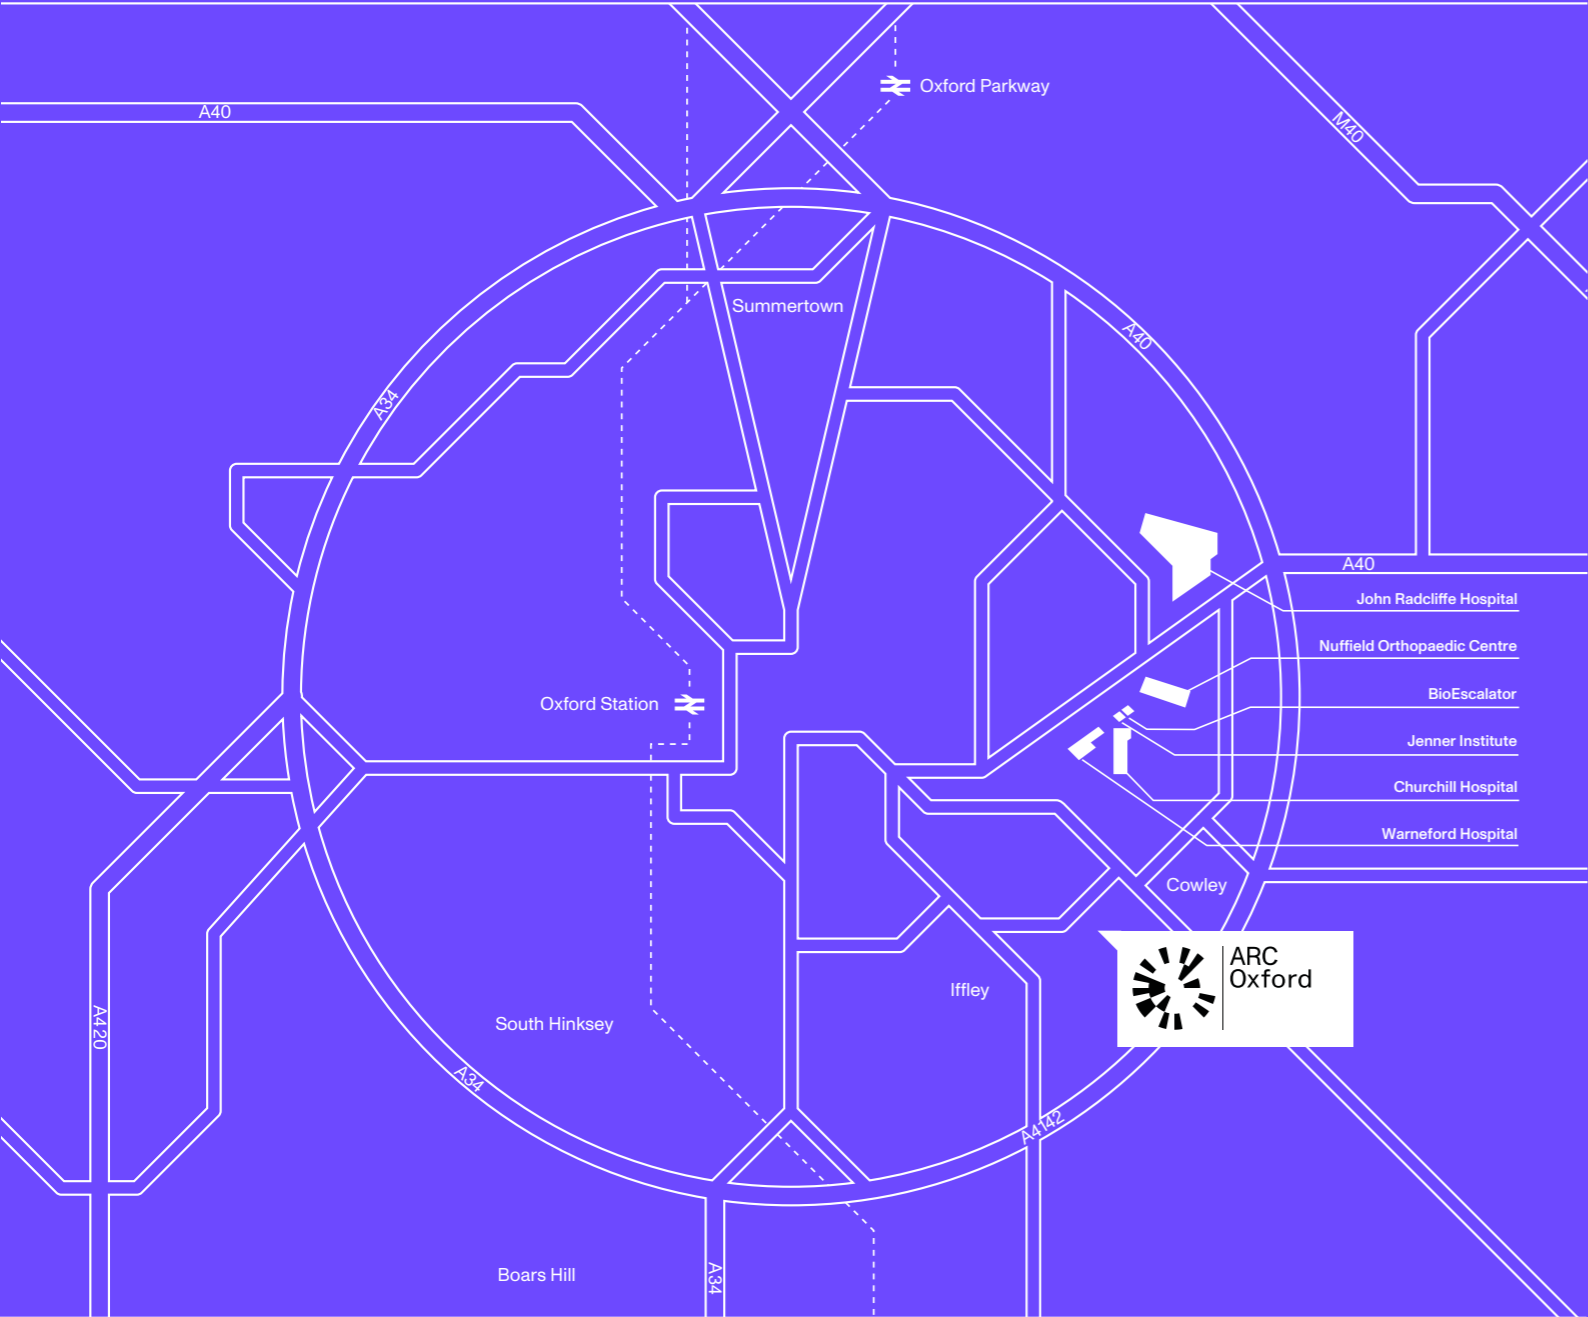 Oxford Parkway
A40
M40
Summertown
A40
A34
A40
John Radcliffe Hospital
Nuffield Orthopaedic Centre
BioEscalator
Oxford Station
Jenner Institute
Churchill Hospital
Warneford Hospital
Cowley
ARC
Oxford
Iffley
South Hinksey
A420
A34
A4142
Boars Hill
A34